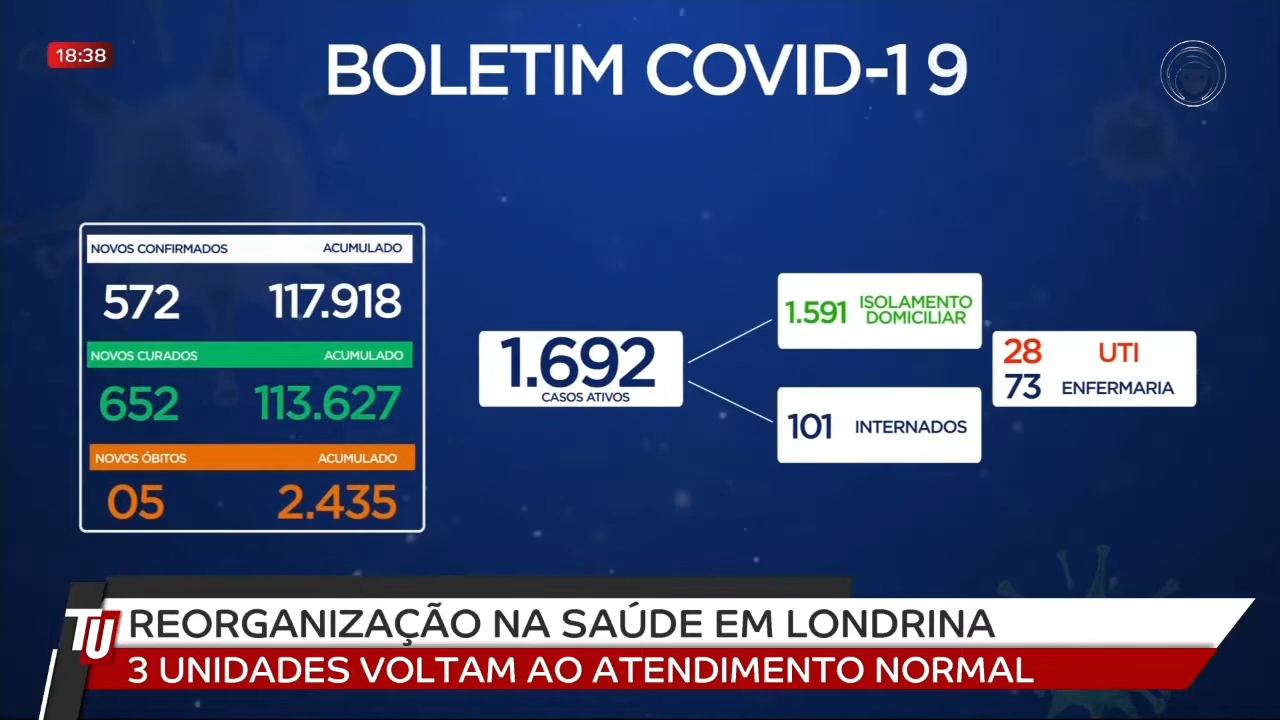 18:38
BOLETIM COVID-19
NOVOS CONFIRMADOS ACUMULADO
572 117.918
NOVOS CURADOS ACUMULADO
652 113.627
NOVOS ÓBITOS ACUMULADO
05 2.435
1.692
CASOS ATIVOS
1.591 ISOLAMENTO
DOMICILIAR
101 INTERNADOS
28 UTI
73 ENFERMARIA
TU
REORGANIZAÇÃO NA SAÚDE EM LONDRINA
3 UNIDADES VOLTAM AO ATENDIMENTO NORMAL